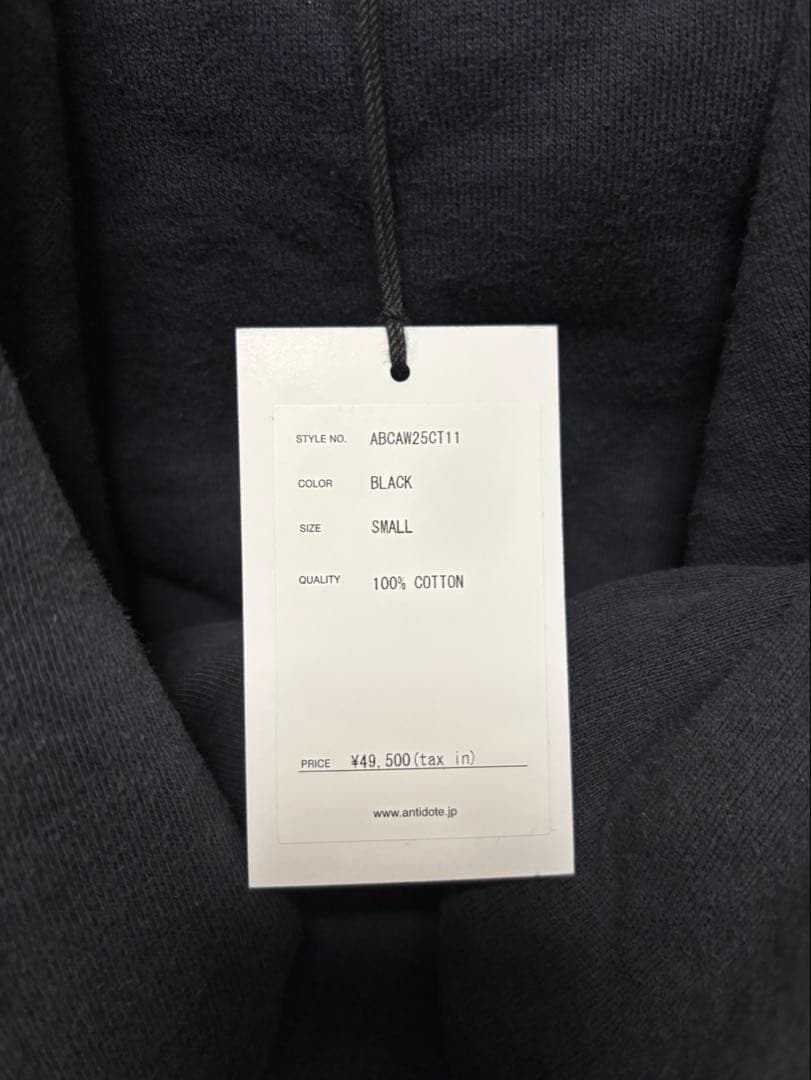 STYLE NO. ABCAW25CT11
COLOR BLACK
SIZE SMALL
QUALITY 100% COTTON
PRICE ¥49,500(tax in)
www.antidote.jp